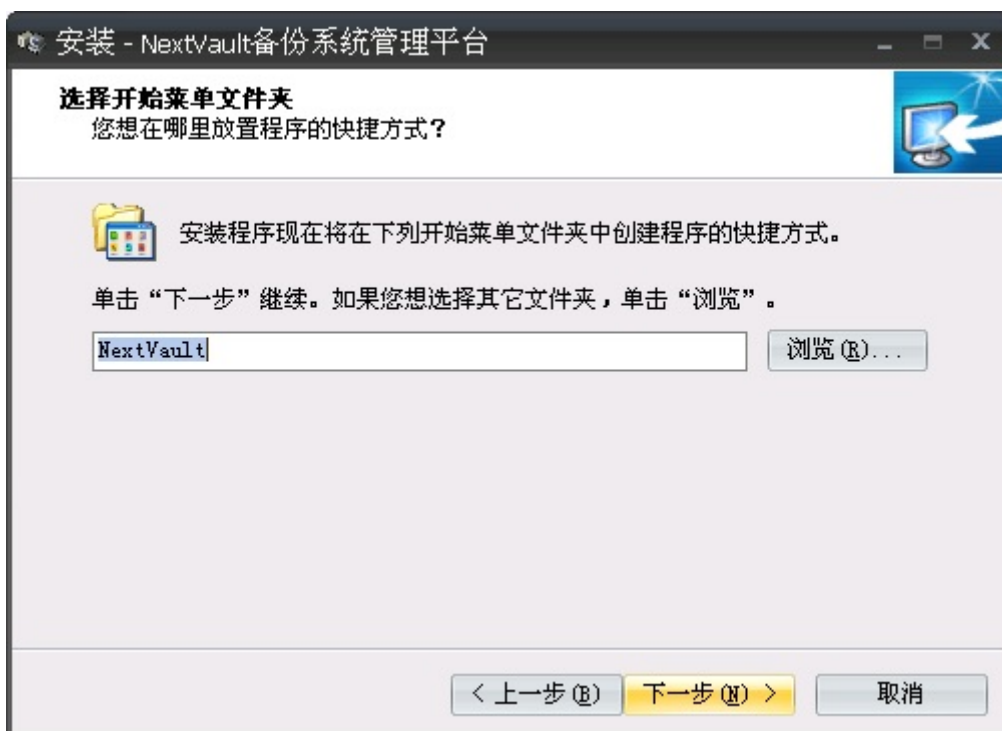 安装 - NextVault备份系统管理平台
选择开始菜单文件夹
您想在哪里放置程序的快捷方式？
安装程序现在将在下列开始菜单文件夹中创建程序的快捷方式。
单击“下一步”继续。如果您想选择其它文件夹，单击“浏览”。
NextVault
浏览(R)...
< 上一步(B)
下一步(N) >
取消